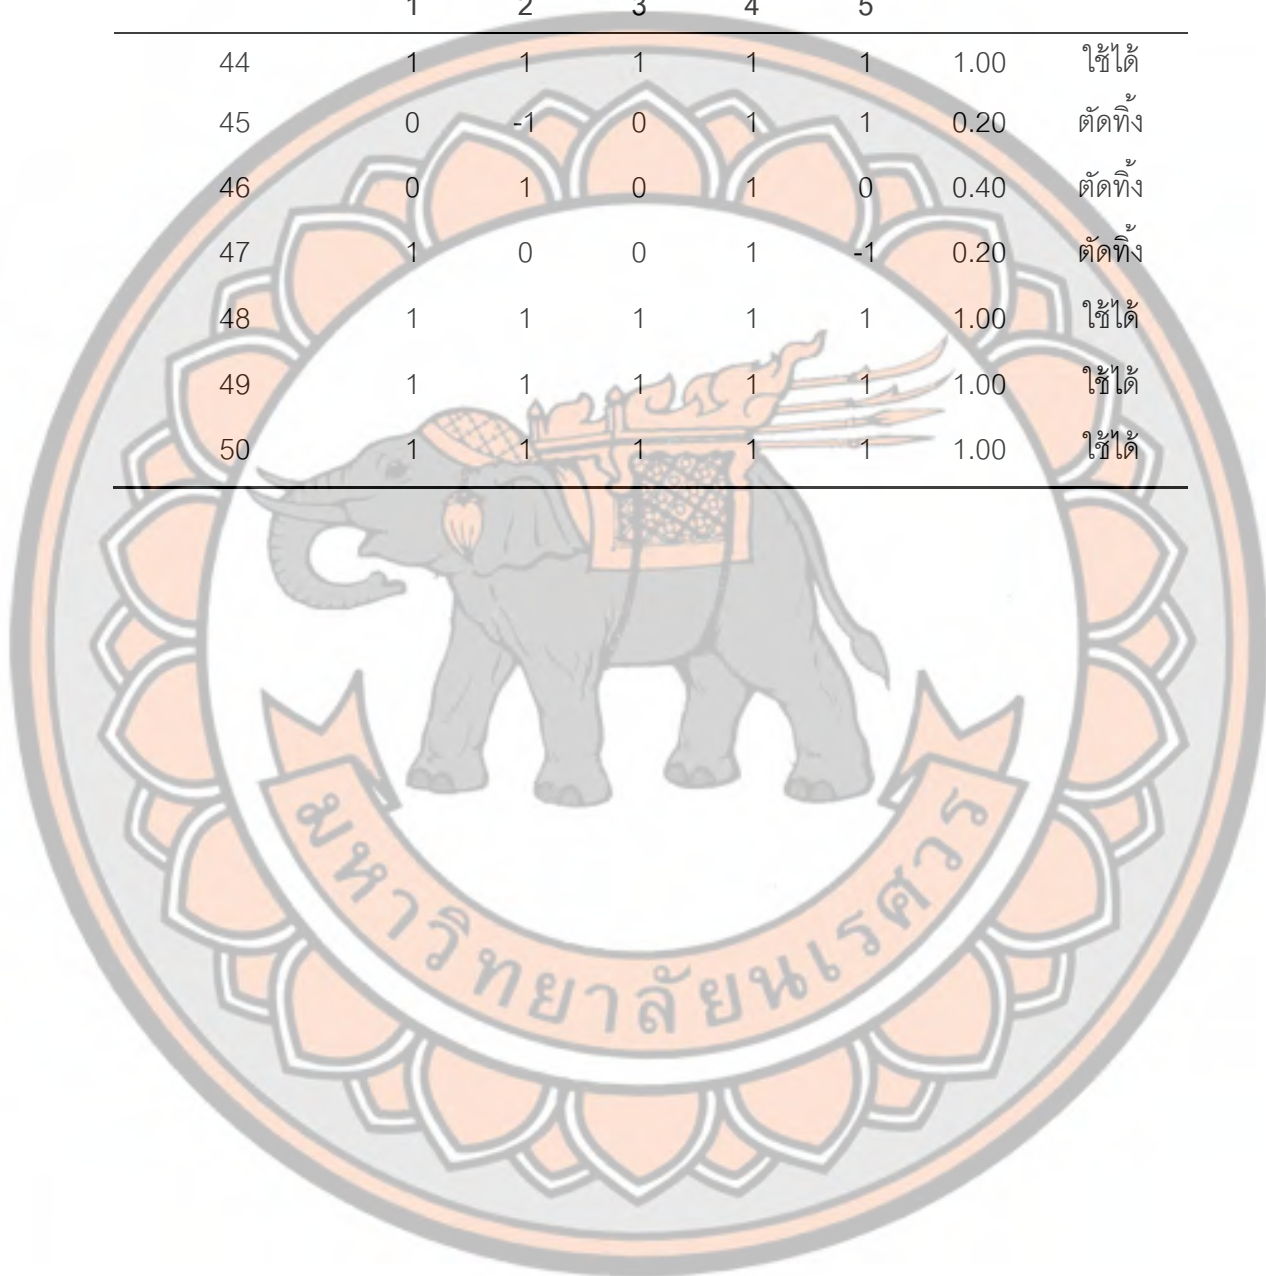 1 2 3 4 5
44 1 1 1 1 1 1.00 ใช้ได้
45 0 -1 0 1 1 0.20 ตัดทิ้ง
46 0 1 0 1 0 0.40 ตัดทิ้ง
47 1 0 0 1 -1 0.20 ตัดทิ้ง
48 1 1 1 1 1 1.00 ใช้ได้
49 1 1 1 1 1 1.00 ใช้ได้
50 1 1 1 1 1 1.00 ใช้ได้
มหาวิทยาลัยนเรศวร